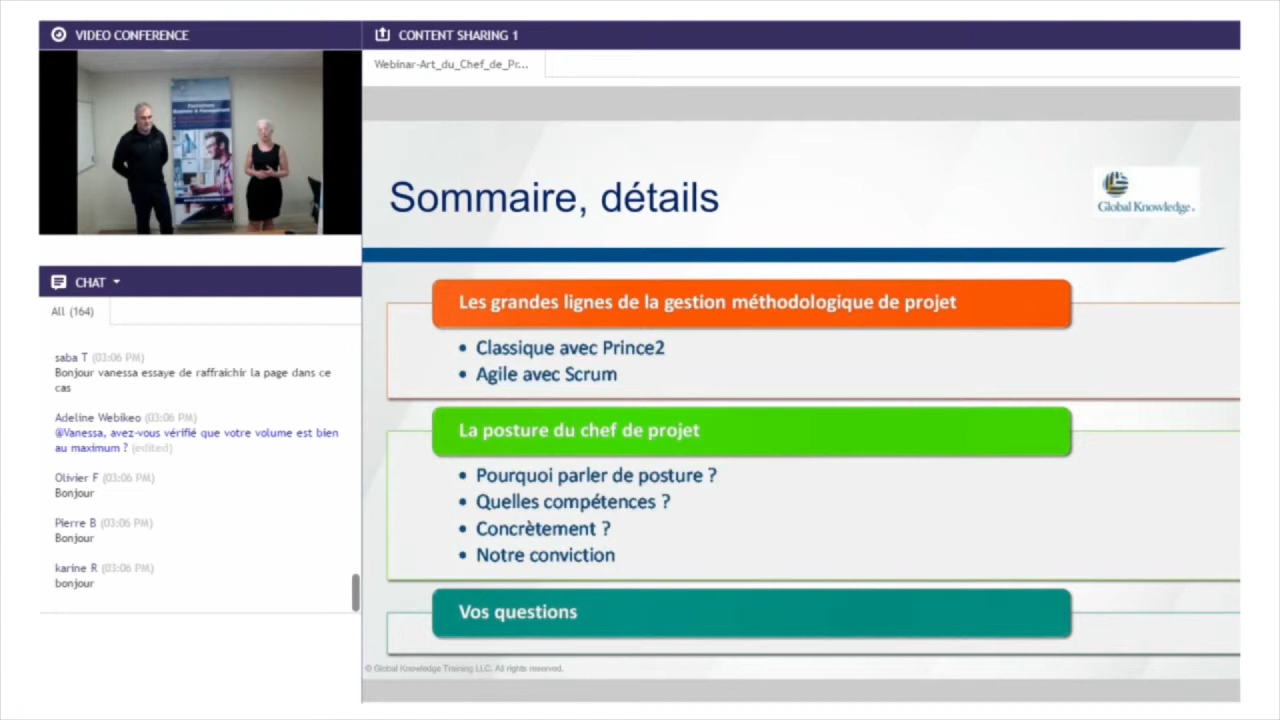 VIDEO CONFERENCE
CHAT
All (164)
saba T (03:06 PM)
Bonjour vanessa essaye de raffraichir la page dans ce
cas
Adeline Webikeo (03:06 PM)
@Vanessa, avez-vous vérifié que votre volume est bien
au maximum ? (edited)
Olivier F (03:06 PM)
Bonjour
Pierre B (03:06 PM)
Bonjour
karine R (03:06 PM)
bonjour
CONTENT SHARING 1
Webinar-Art_du_Chef_de_Pr...
Sommaire, détails
Global Knowledge.
Les grandes lignes de la gestion méthodologique de projet
• Classique avec Prince2
• Agile avec Scrum
La posture du chef de projet
• Pourquoi parler de posture ?
• Quelles compétences ?
• Concrètement ?
• Notre conviction
Vos questions
© Global Knowledge Training LLC. All rights reserved.